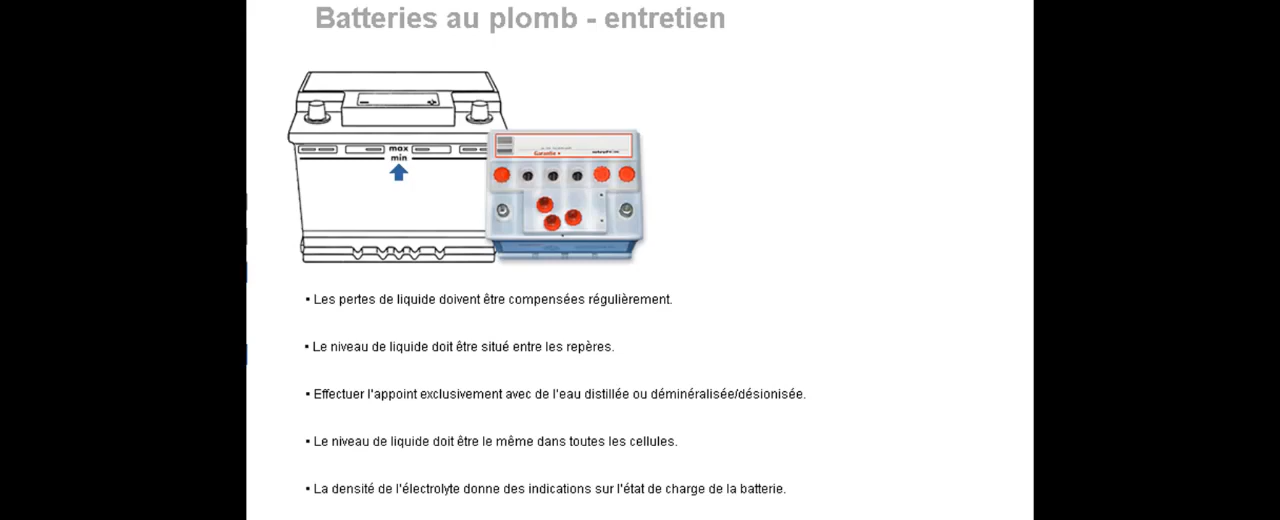 Batteries au plomb - entretien
max
min
Garantie +
▪ Les pertes de liquide doivent être compensées régulièrement.
▪ Le niveau de liquide doit être situé entre les repères.
▪ Effectuer l'appoint exclusivement avec de l'eau distillée ou déminéralisée/désionisée.
▪ Le niveau de liquide doit être le même dans toutes les cellules.
▪ La densité de l'électrolyte donne des indications sur l'état de charge de la batterie.